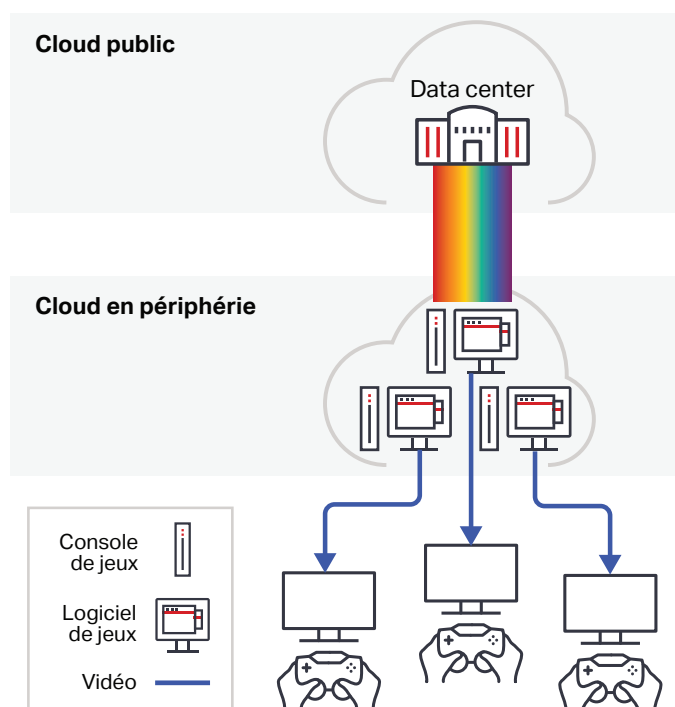 Cloud public
Data center
Cloud en périphérie
Console
de jeux
Logiciel
de jeux
Vidéo